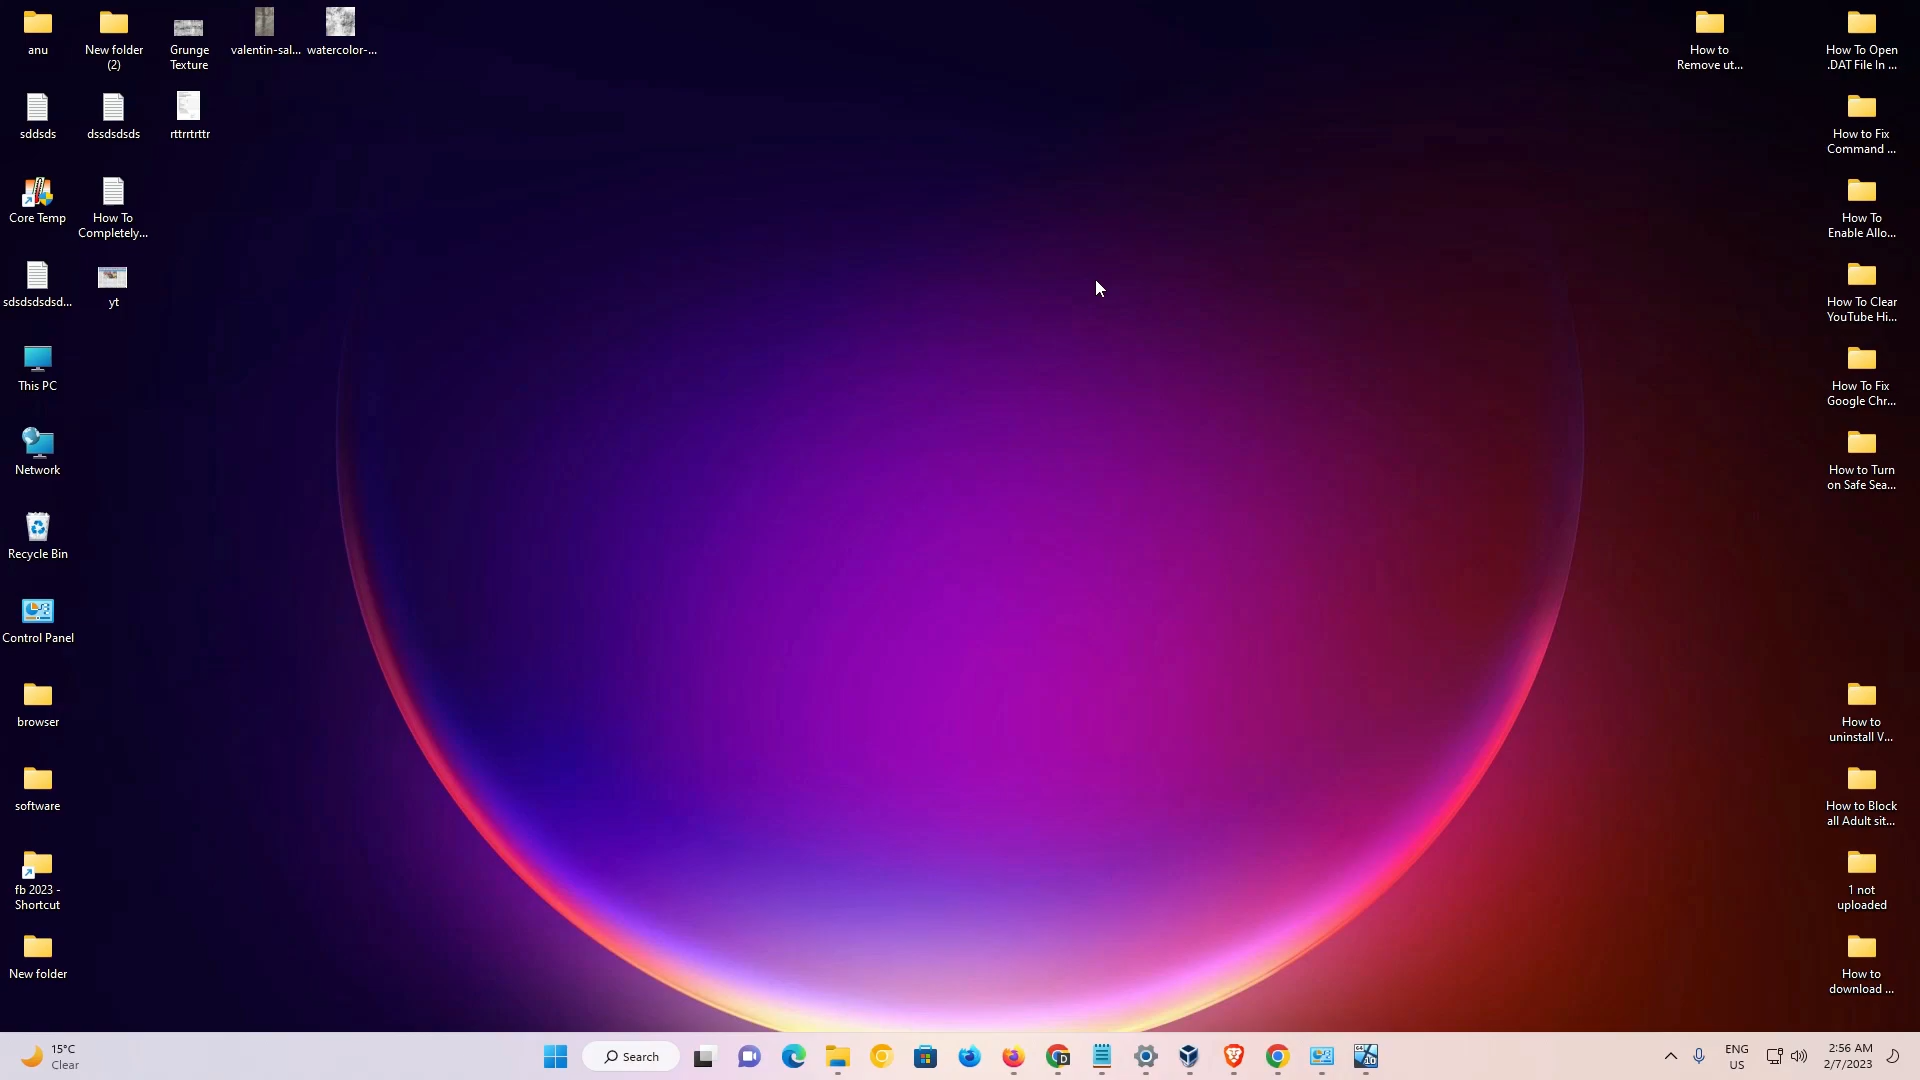 anu
New folder
(2)
Grunge
Texture
valentin-sal...
watercolor-...
sddsds
dssdsdsds
rttrrtrttr
Core Temp
How To
Completely...
sdsdsdsdsd...
yt
This PC
Network
Recycle Bin
Control Panel
browser
software
fb 2023 -
Shortcut
New folder
How to
Remove ut...
How To Open
.DAT File In ...
How to Fix
Command ...
How To
Enable Allo...
How To Clear
YouTube Hi...
How To Fix
Google Chr...
How to Turn
on Safe Sea...
How to
uninstall V...
How to Block
all Adult sit...
1 not
uploaded
How to
download ...
15°C
Clear
Search
ENG
US
2:56 AM
2/7/2023